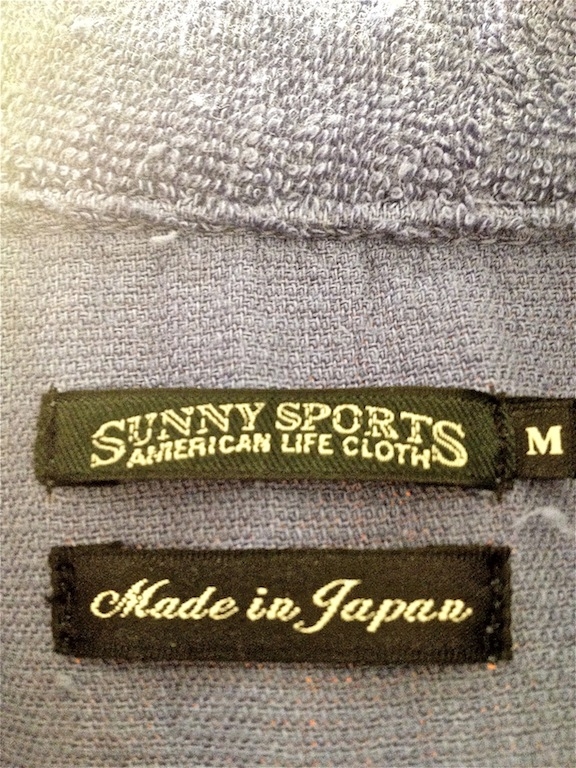 SUNNY SPORTS
AMERICAN LIFE CLOTH
M
Made in Japan